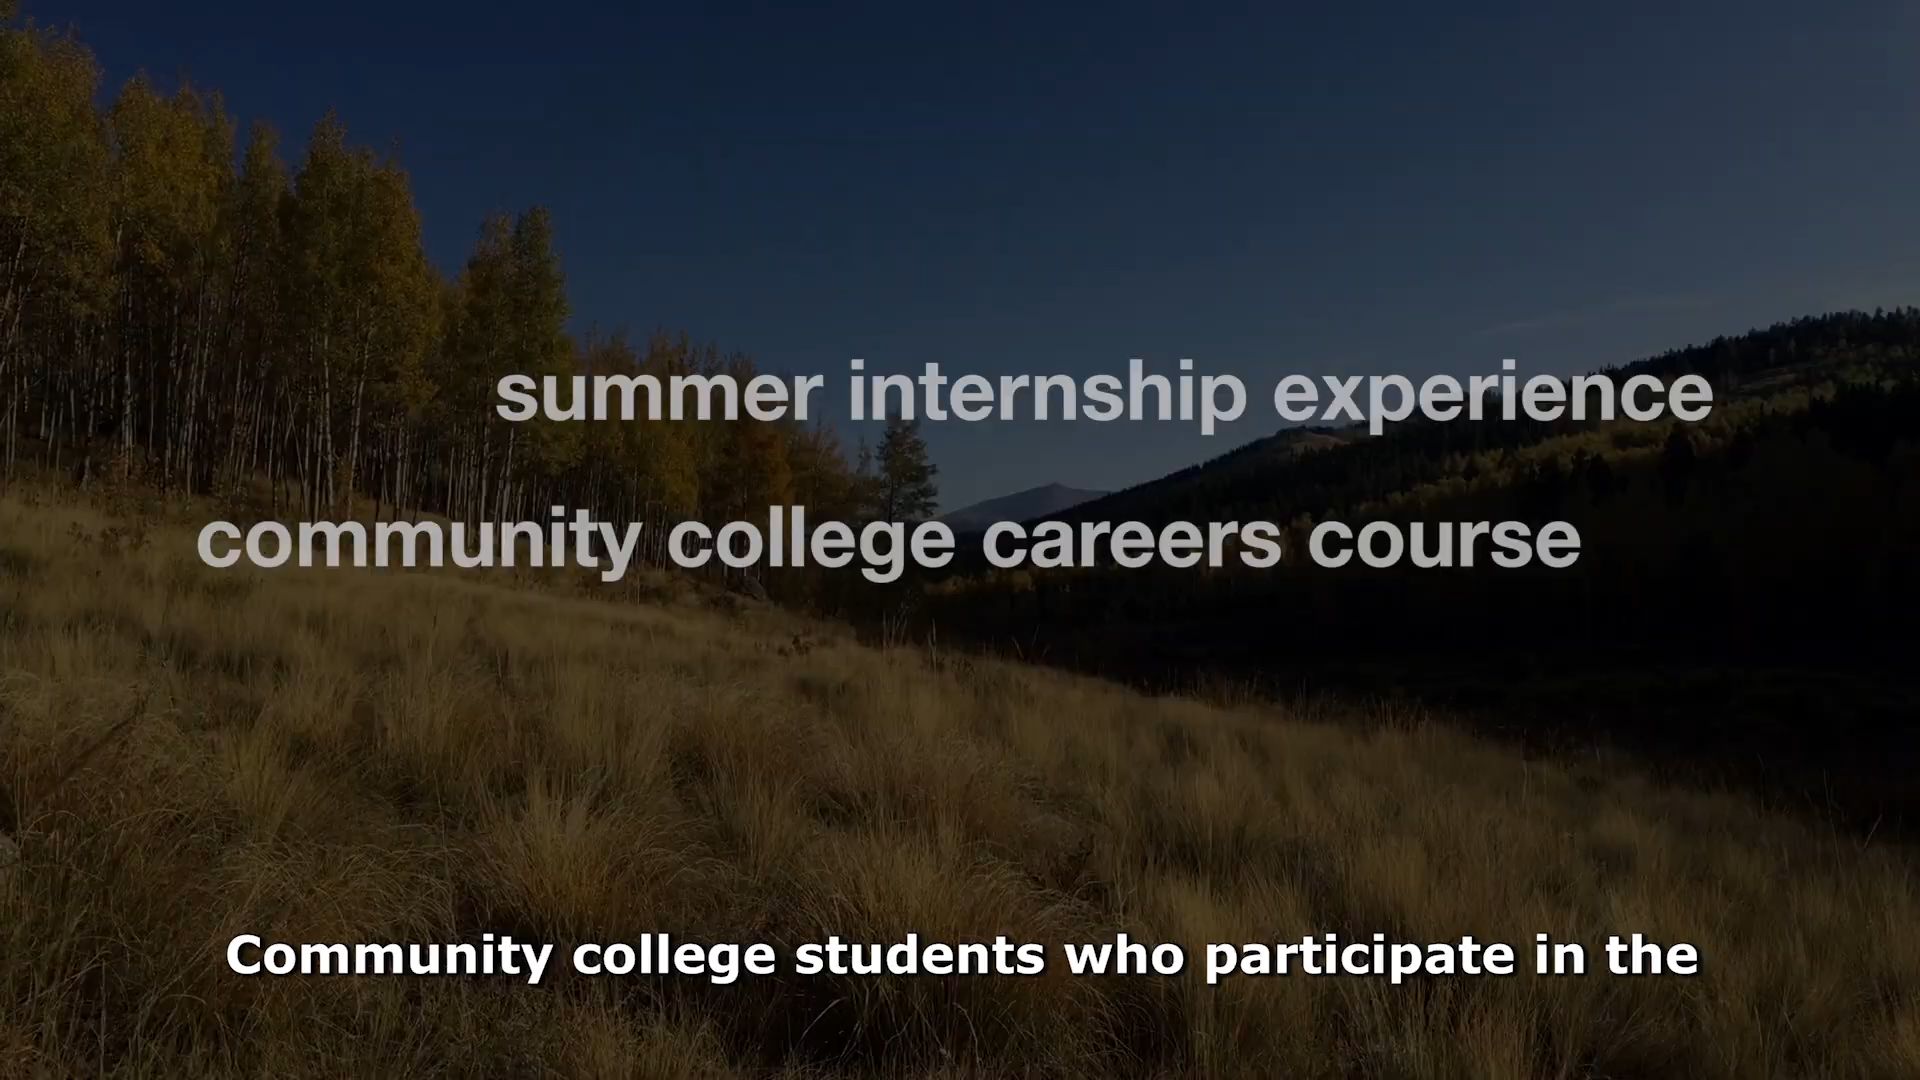 summer internship experience
community college careers course
Community college students who participate in the